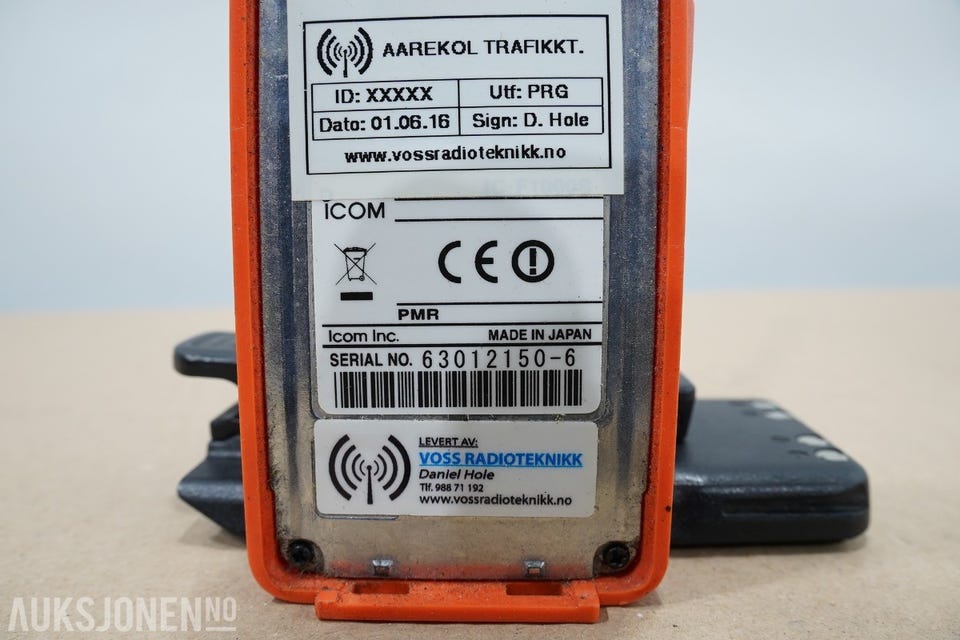 AAREKOL TRAFIKKT.
ID: XXXXX Utf: PRG
Dato: 01.06.16 Sign: D. Hole
www.vossradioteknikk.no
ICOM
CE
PMR
Icom Inc. MADE IN JAPAN
SERIAL NO. 63012150-6
LEVERT AV:
VOSS RADIOTEKNIKK
Daniel Hole
Tlf. 988 71 192
www.vossradioteknikk.no
AUKSJONEN.NO